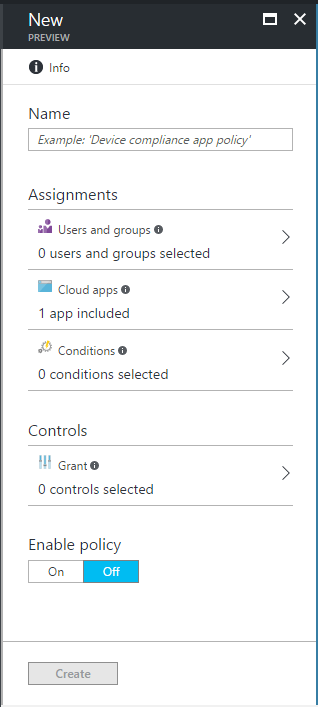 New
PREVIEW
Info
Name
Example: 'Device compliance app policy'
Assignments
Users and groups
0 users and groups selected
Cloud apps
1 app included
Conditions
0 conditions selected
Controls
Grant
0 controls selected
Enable policy
On Off
Create